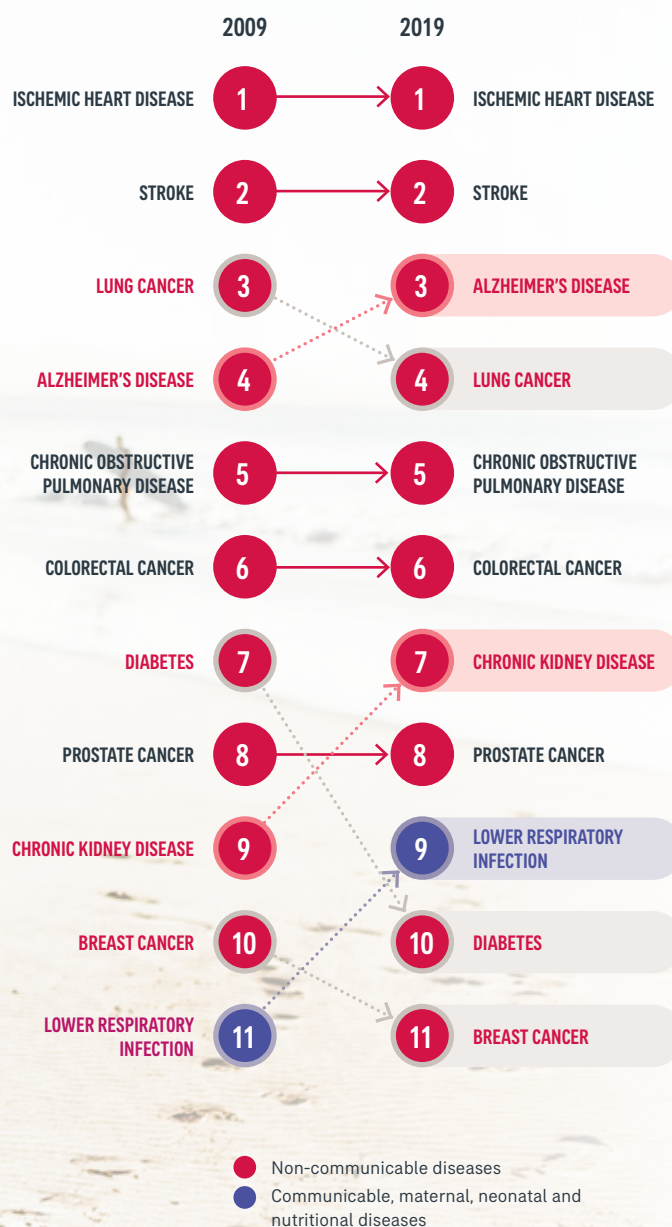 2009 2019
ISCHEMIC HEART DISEASE 1 1 ISCHEMIC HEART DISEASE
STROKE 2 2 STROKE
LUNG CANCER 3 3 ALZHEIMER'S DISEASE
ALZHEIMER'S DISEASE 4 4 LUNG CANCER
CHRONIC OBSTRUCTIVE
PULMONARY DISEASE
5 5
CHRONIC OBSTRUCTIVE
PULMONARY DISEASE
COLORECTAL CANCER 6 6 COLORECTAL CANCER
DIABETES 7 7 CHRONIC KIDNEY DISEASE
PROSTATE CANCER 8 8 PROSTATE CANCER
CHRONIC KIDNEY DISEASE 9 9 LOWER RESPIRATORY
INFECTION
BREAST CANCER 10 10 DIABETES
LOWER RESPIRATORY
INFECTION
11 11 BREAST CANCER
Non-communicable diseases
Communicable, maternal, neonatal and
nutritional diseases